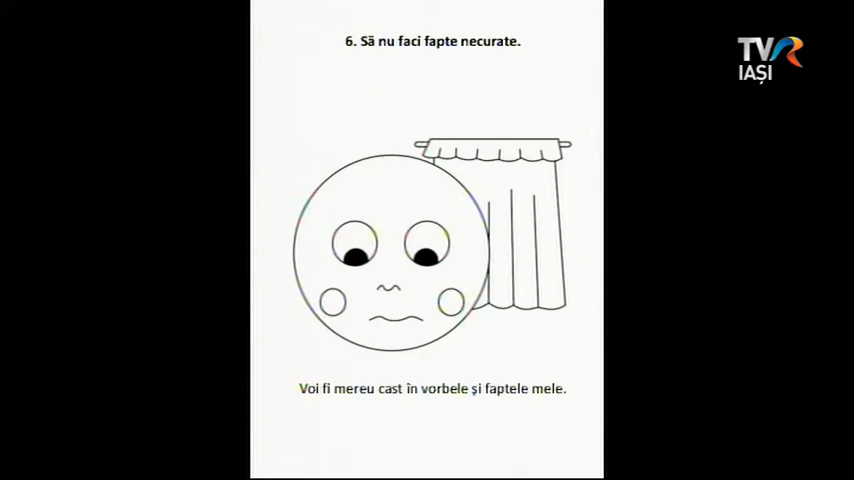 6. Să nu faci fapte necurate.
TVR
IAȘI
Voi fi mereu cast în vorbele și faptele mele.